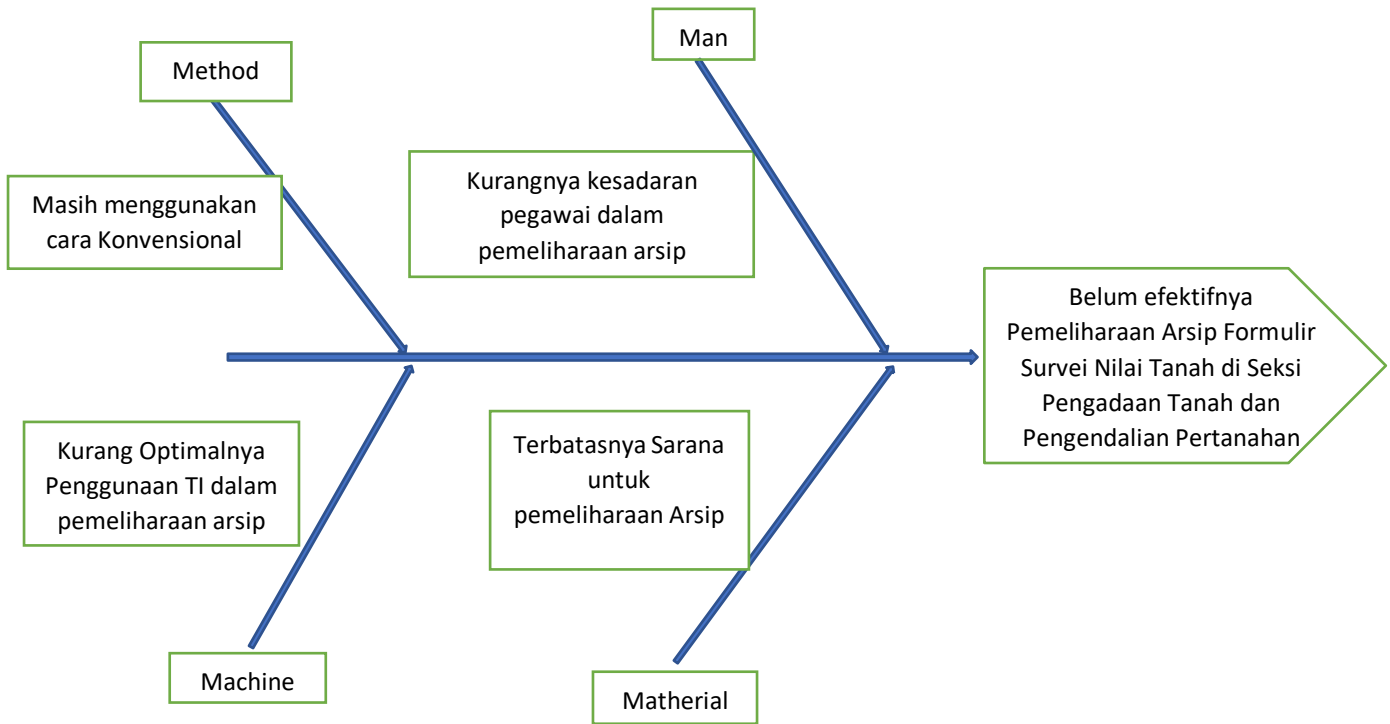 Man
Method
Kurangnya kesadaran
pegawai dalam
pemeliharaan arsip
Masih menggunakan
cara Konvensional
Belum efektifnya
Pemeliharaan Arsip Formulir
Survei Nilai Tanah di Seksi
Pengadaan Tanah dan
Pengendalian Pertanahan
Kurang Optimalnya
Penggunaan TI dalam
pemeliharaan arsip
Terbatasnya Sarana
untuk
pemeliharaan Arsip
Machine
Matherial